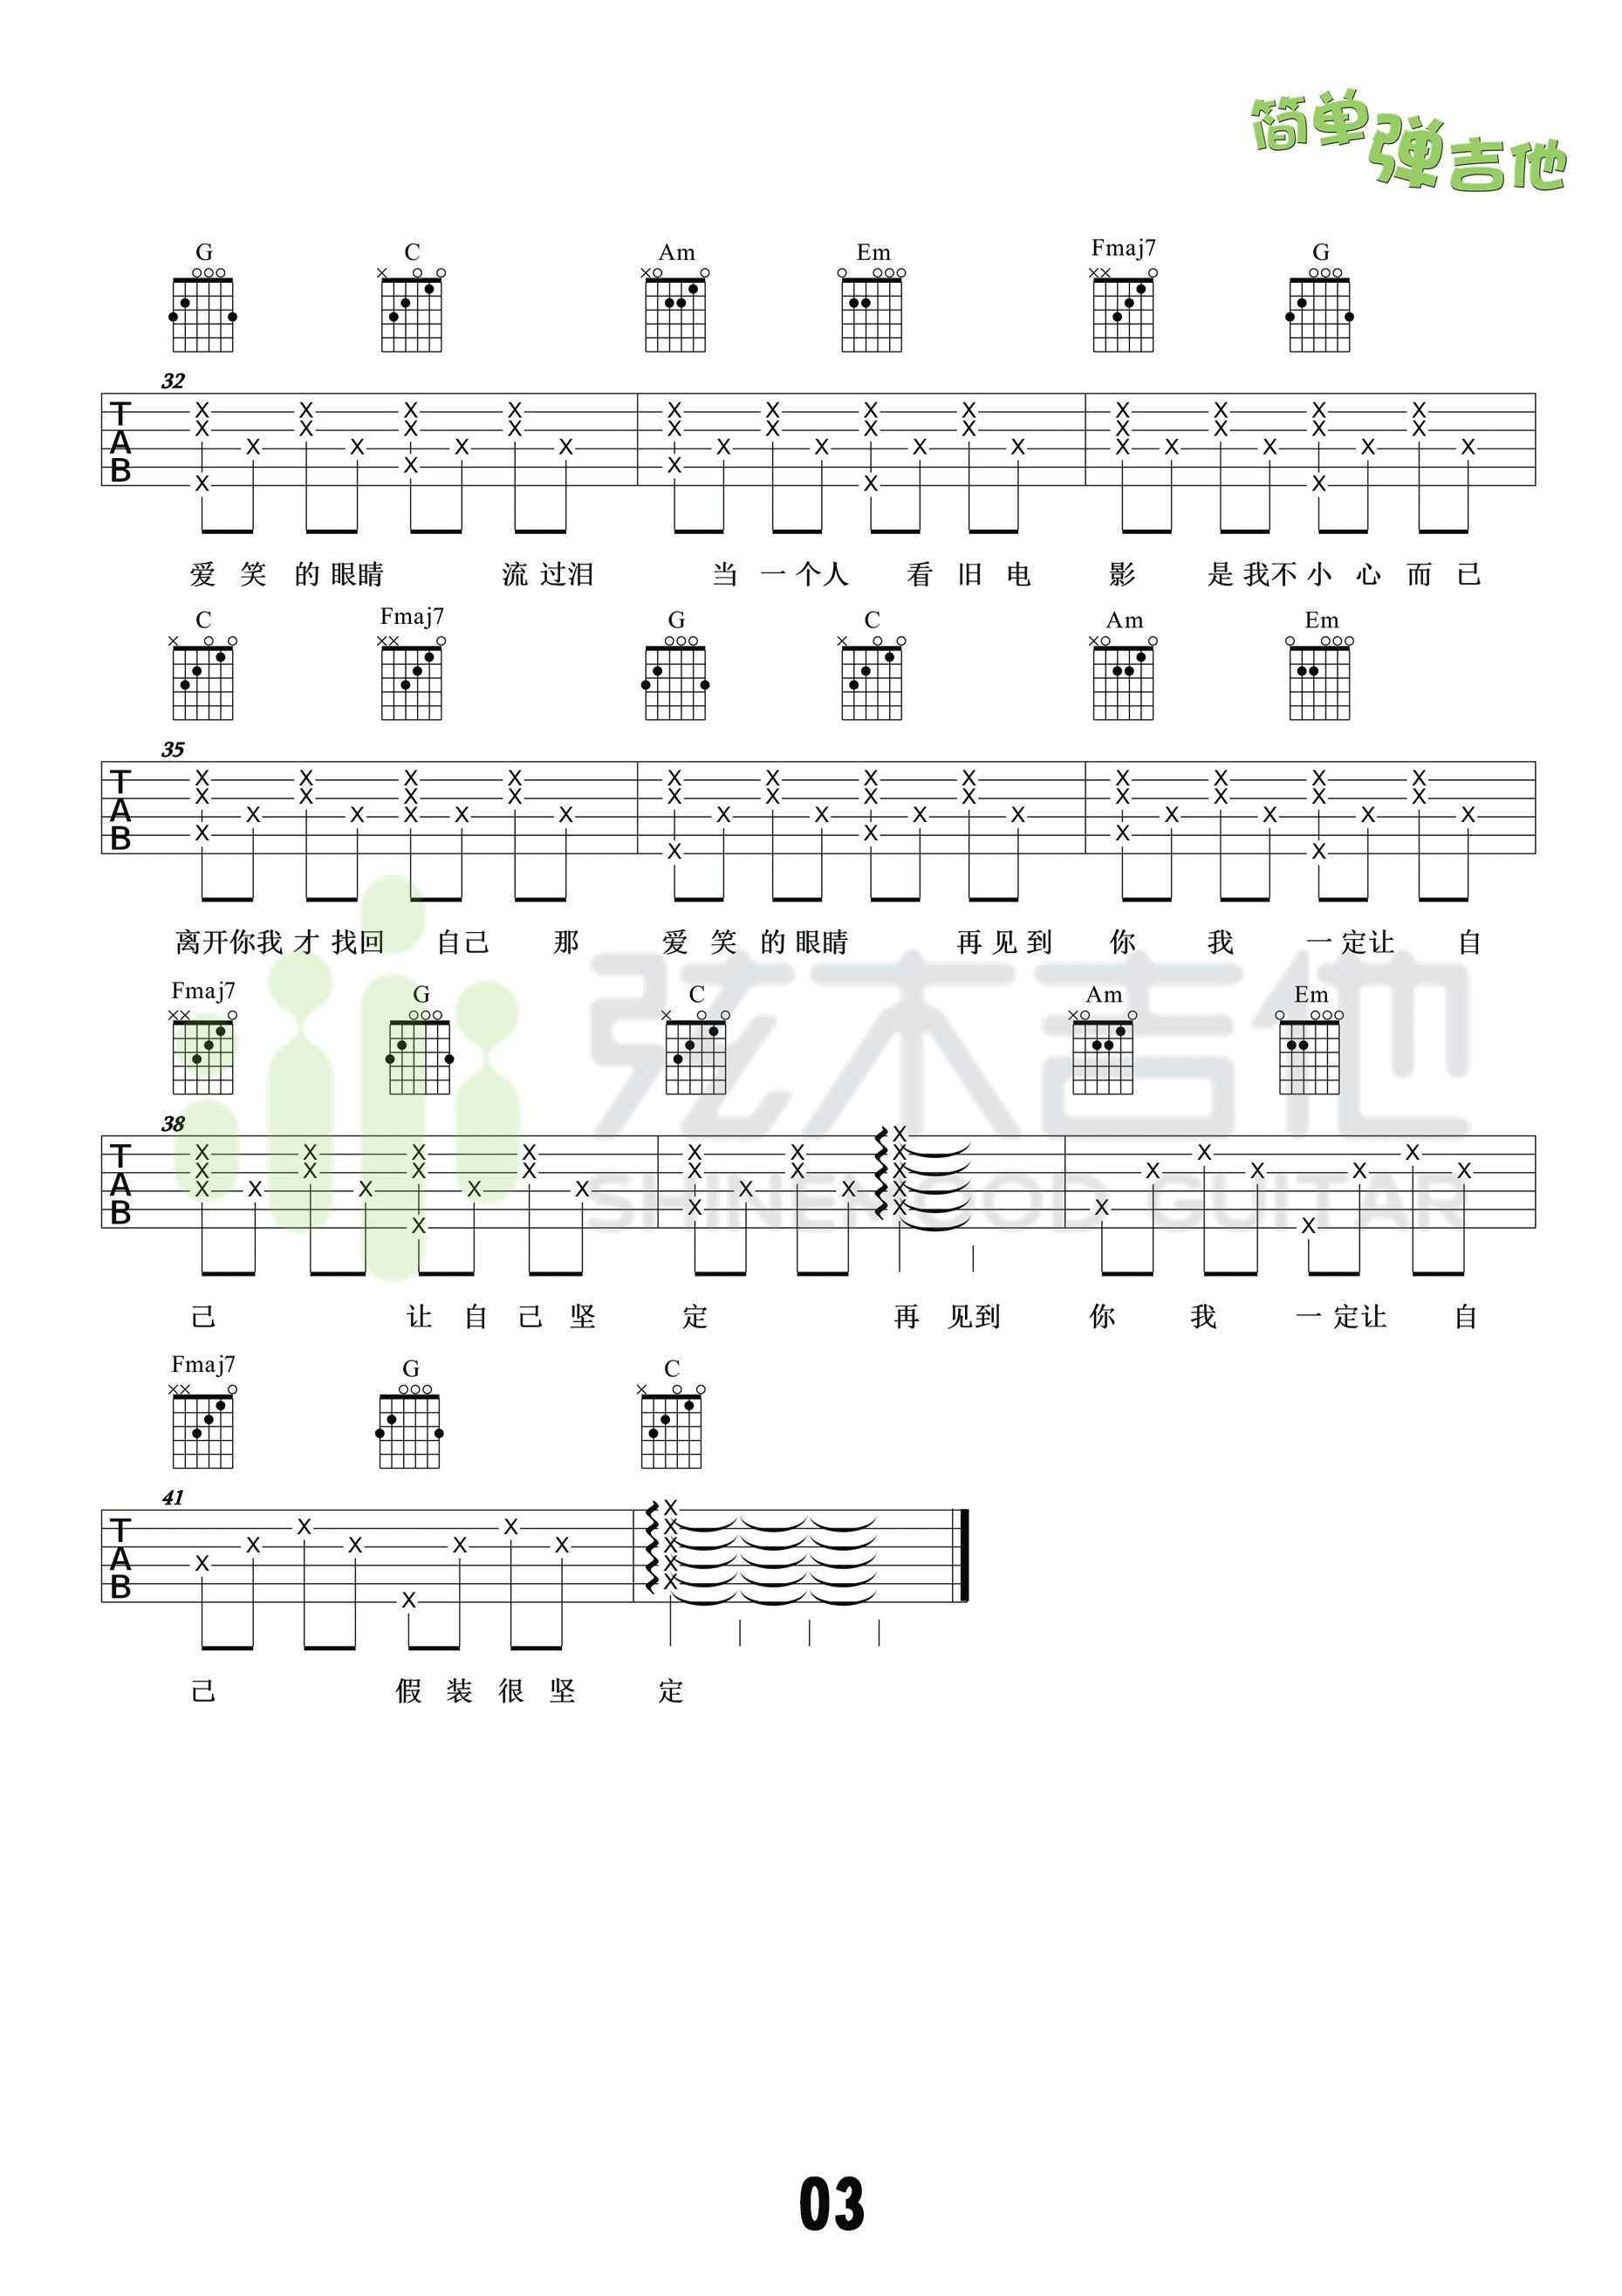 简单弹吉他
G C Am Em Fmaj7 G
32
T
A
B
爱 笑 的 眼睛 流 过泪 当 一 个人 看 旧 电 影 是 我不 小 心 而 已
C Fmaj7 G C Am Em
35
T
A
B
离开你我 才 找回 自己 那 爱 笑 的 眼睛 再 见 到 你 我 一 定让 自
弦木吉他
Fmaj7 G C Am Em
38
T
A
B
SHINEWOOD GUITAR
己 让 自 己 坚 定 再 见到 你 我 一 定让 自
Fmaj7 G C
41
T
A
B
己 假 装 很 坚 定
03